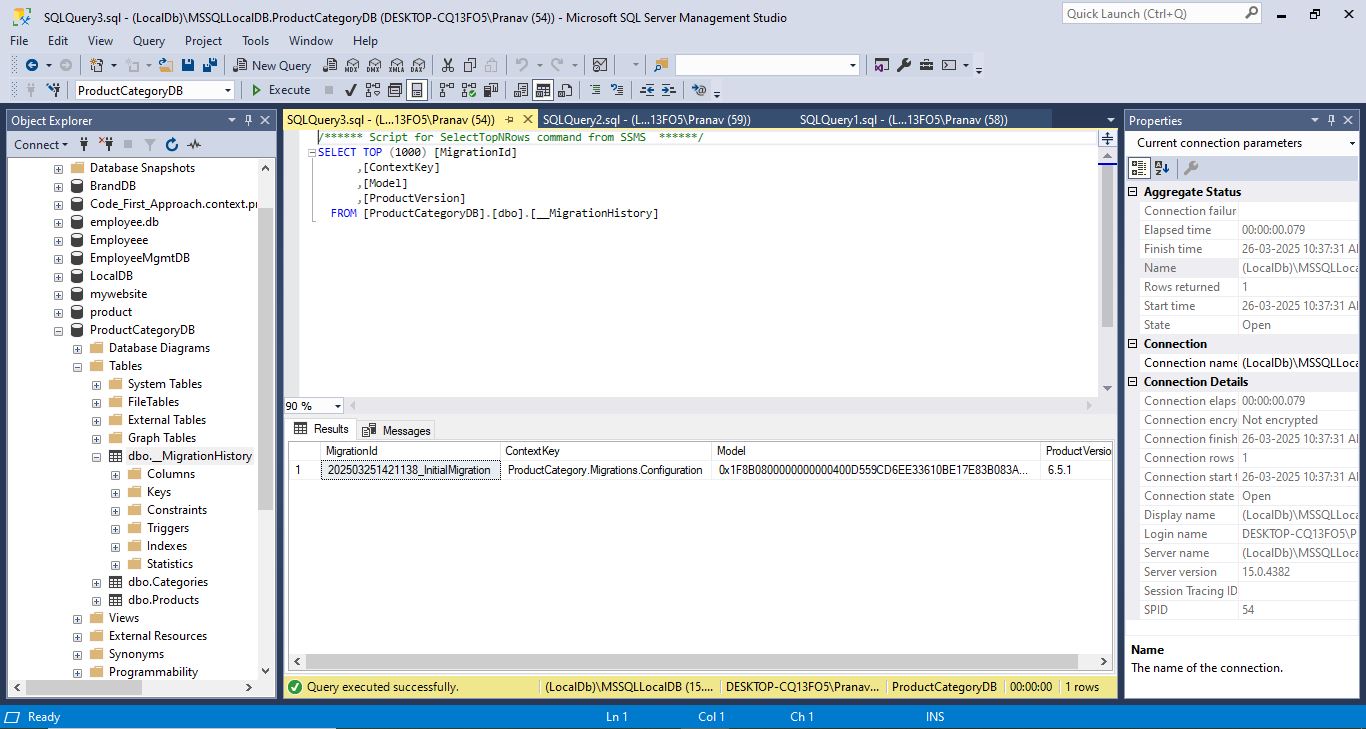 SQLQuery3.sql - (LocalDb)\MSSQLLocalDB.ProductCategoryDB (DESKTOP-CQ13FO5\Pranav (54)) - Microsoft SQL Server Management Studio
Quick Launch (Ctrl+Q)
File Edit View Query Project Tools Window Help
New Query MDX DMX XMLA DAX
ProductCategoryDB Execute
Object Explorer
Connect
Database Snapshots
BrandDB
Code_First_Approach.context.pr
employee.db
Employeee
EmployeeMgmtDB
LocalDB
mywebsite
product
ProductCategoryDB
Database Diagrams
Tables
System Tables
FileTables
External Tables
Graph Tables
dbo.__MigrationHistory
Columns
Keys
Constraints
Triggers
Indexes
Statistics
dbo.Categories
dbo.Products
Views
External Resources
Synonyms
Programmability
SQLQuery3.sql - (L...13FO5\Pranav (54)) SQLQuery2.sql - (L...13FO5\Pranav (59)) SQLQuery1.sql - (L...13FO5\Pranav (58))
/****** Script for SelectTopNRows command from SSMS ******/
SELECT TOP (1000) [MigrationId]
,[ContextKey]
,[Model]
,[ProductVersion]
FROM [ProductCategoryDB].[dbo].[__MigrationHistory]
90 %
Results Messages
MigrationId ContextKey Model ProductVersio
1 202503251421138_InitialMigration ProductCategory.Migrations.Configuration 0x1F8B0800000000000400D559CD6EE33610BE17E83B083A... 6.5.1
Query executed successfully. (LocalDb)\MSSQLLocalDB (15.... DESKTOP-CQ13FO5\Pranav... ProductCategoryDB 00:00:00 1 rows
Properties
Current connection parameters
Aggregate Status
Connection failur
Elapsed time 00:00:00.079
Finish time 26-03-2025 10:37:31 A
Name (LocalDb)\MSSQLLoca
Rows returned 1
Start time 26-03-2025 10:37:31 A
State Open
Connection
Connection name (LocalDb)\MSSQLLoca
Connection Details
Connection elaps 00:00:00.079
Connection encry Not encrypted
Connection finish 26-03-2025 10:37:31 A
Connection rows 1
Connection start t 26-03-2025 10:37:31 A
Connection state Open
Display name (LocalDb)\MSSQLLoca
Login name DESKTOP-CQ13FO5\P
Server name (LocalDb)\MSSQLLoca
Server version 15.0.4382
Session Tracing ID
SPID 54
Name
The name of the connection.
Ready Ln 1 Col 1 Ch 1 INS